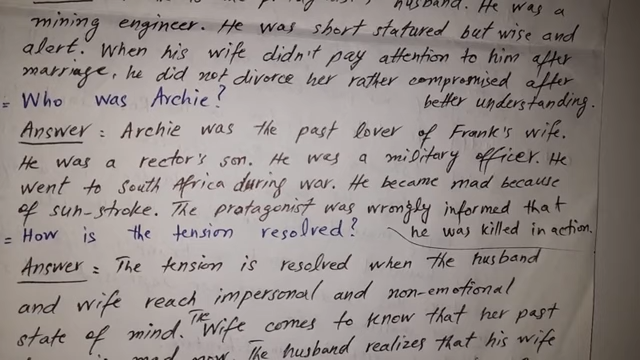 husband. He was a
mining engineer. He was short statured but wise and
alert. When his wife didn't pay attention to him after
marriage, he did not divorce her rather compromised after
better understanding.
= Who was Archie?
Answer : Archie was the past lover of Frank's wife.
He was a rector's son. He was a military officer. He
went to South Africa during war. He became mad because
of sun-stroke. The protagonist was wrongly informed that
he was killed in action.
= How is the tension resolved?
Answer : The tension is resolved when the husband
and wife reach impersonal and non-emotional
state of mind. The Wife comes to know that her past
mad now. The husband realizes that his wife